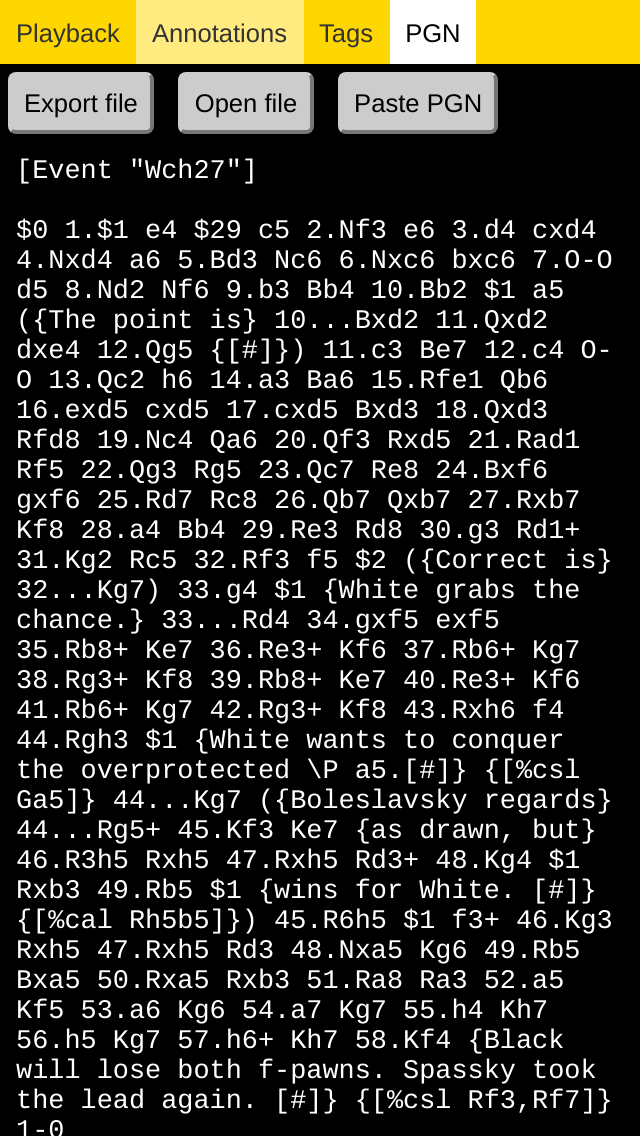 Playback Annotations Tags PGN
Export file Open file Paste PGN
[Event "Wch27"]
$0 1.$1 e4 $29 c5 2.Nf3 e6 3.d4 cxd4
4.Nxd4 a6 5.Bd3 Nc6 6.Nxc6 bxc6 7.O-O
d5 8.Nd2 Nf6 9.b3 Bb4 10.Bb2 $1 a5
({The point is} 10...Bxd2 11.Qxd2
dxe4 12.Qg5 {[#]}) 11.c3 Be7 12.c4 O-
O 13.Qc2 h6 14.a3 Ba6 15.Rfe1 Qb6
16.exd5 cxd5 17.cxd5 Bxd3 18.Qxd3
Rfd8 19.Nc4 Qa6 20.Qf3 Rxd5 21.Rad1
Rf5 22.Qg3 Rg5 23.Qc7 Re8 24.Bxf6
gxf6 25.Rd7 Rc8 26.Qb7 Qxb7 27.Rxb7
Kf8 28.a4 Bb4 29.Re3 Rd8 30.g3 Rd1+
31.Kg2 Rc5 32.Rf3 f5 $2 ({Correct is}
32...Kg7) 33.g4 $1 {White grabs the
chance.} 33...Rd4 34.gxf5 exf5
35.Rb8+ Ke7 36.Re3+ Kf6 37.Rb6+ Kg7
38.Rg3+ Kf8 39.Rb8+ Ke7 40.Re3+ Kf6
41.Rb6+ Kg7 42.Rg3+ Kf8 43.Rxh6 f4
44.Rgh3 $1 {White wants to conquer
the overprotected \P a5.[#]} {[%csl
Ga5]} 44...Kg7 ({Boleslavsky regards}
44...Rg5+ 45.Kf3 Ke7 {as drawn, but}
46.R3h5 Rxh5 47.Rxh5 Rd3+ 48.Kg4 $1
Rxb3 49.Rb5 $1 {wins for White. [#]}
{[%cal Rh5b5]}) 45.R6h5 $1 f3+ 46.Kg3
Rxh5 47.Rxh5 Rd3 48.Nxa5 Kg6 49.Rb5
Bxa5 50.Rxa5 Rxb3 51.Ra8 Ra3 52.a5
Kf5 53.a6 Kg6 54.a7 Kg7 55.h4 Kh7
56.h5 Kg7 57.h6+ Kh7 58.Kf4 {Black
will lose both f-pawns. Spassky took
the lead again. [#]} {[%csl Rf3,Rf7]}
1-0